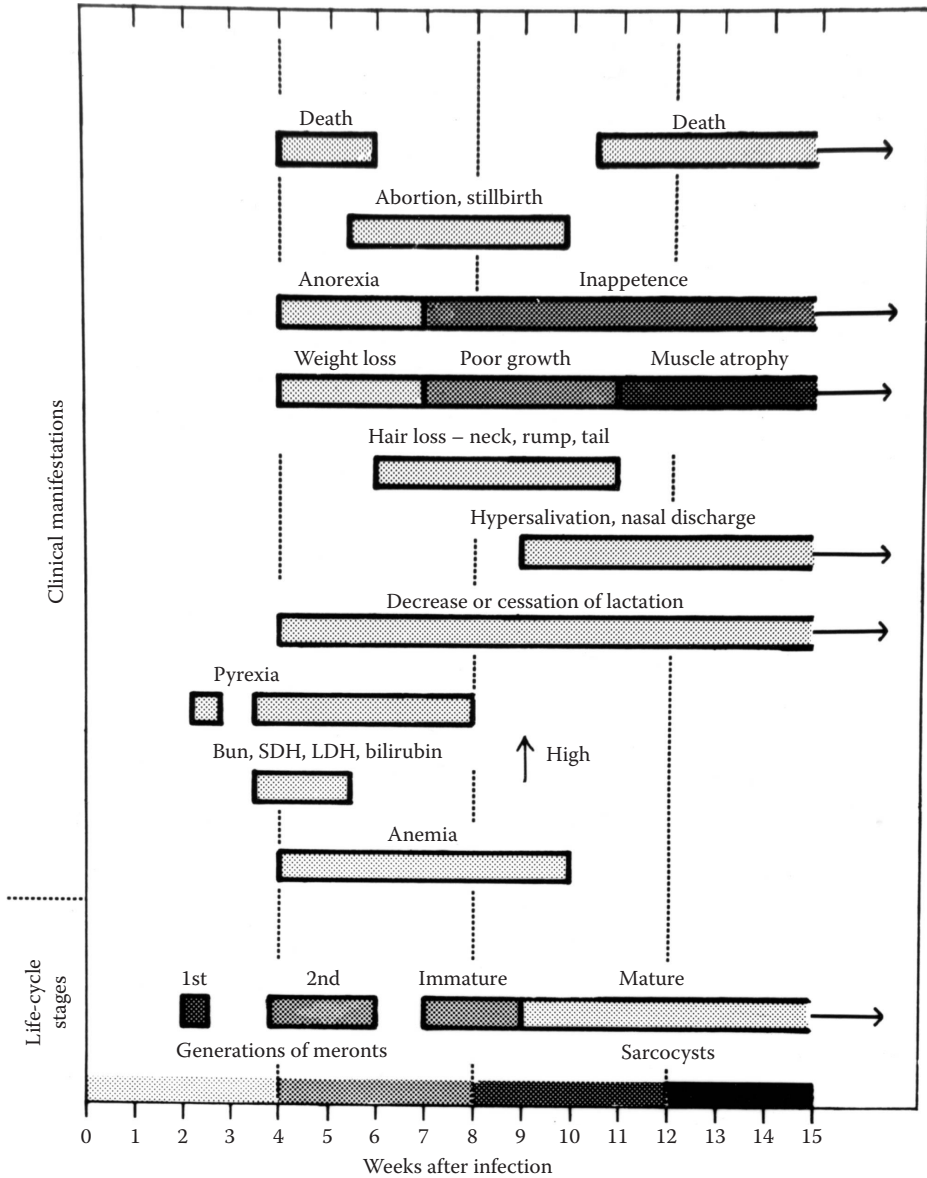 Death
Death
Abortion, stillbirth
Anorexia
Inappetence
Weight loss
Poor growth
Muscle atrophy
Hair loss – neck, rump, tail
Hypersalivation, nasal discharge
Decrease or cessation of lactation
Pyrexia
Bun, SDH, LDH, bilirubin
High
Anemia
Clinical manifestations
1st
2nd
Immature
Mature
Generations of meronts
Sarcocysts
Life-cycle
stages
0 1 2 3 4 5 6 7 8 9 10 11 12 13 14 15
Weeks after infection